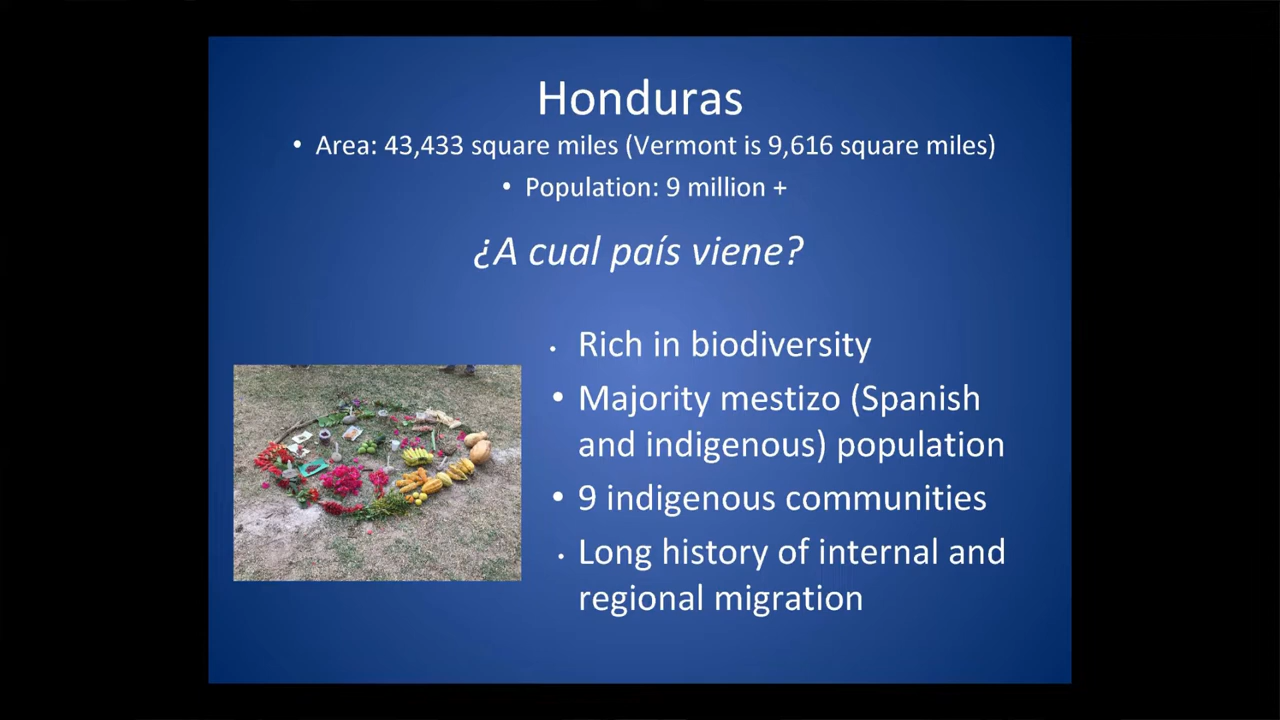 Honduras
• Area: 43,433 square miles (Vermont is 9,616 square miles)
• Population: 9 million +
¿A cual país viene?
• Rich in biodiversity
• Majority mestizo (Spanish
and indigenous) population
• 9 indigenous communities
• Long history of internal and
regional migration